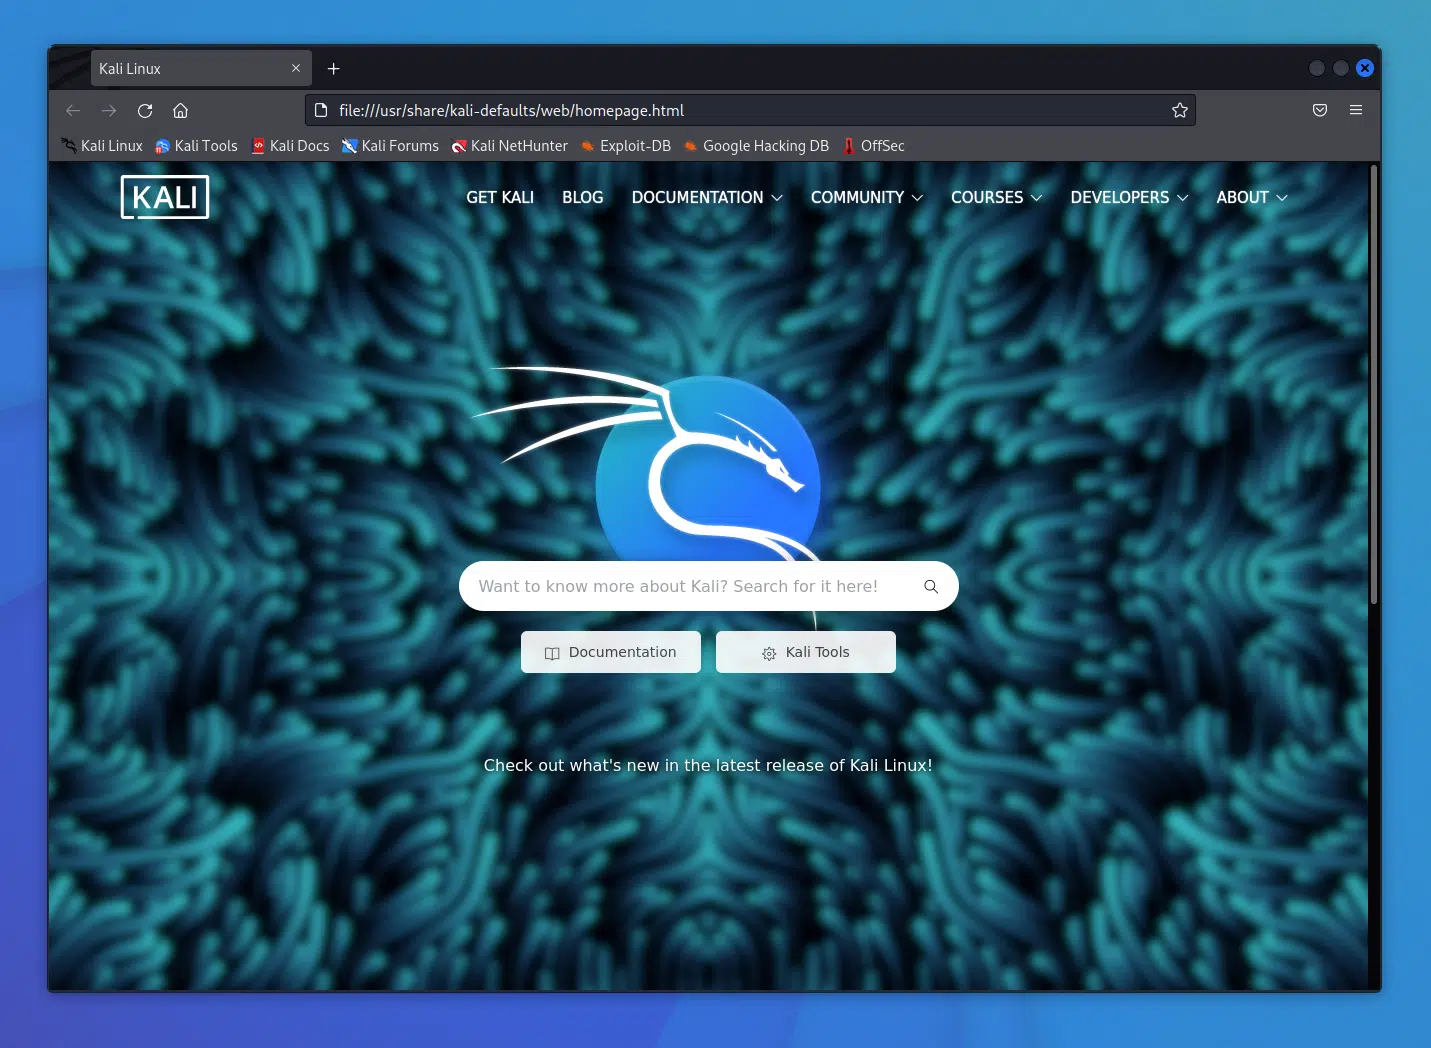 Kali Linux
file:///usr/share/kali-defaults/web/homepage.html
Kali Linux Kali Tools Kali Docs Kali Forums Kali NetHunter Exploit-DB Google Hacking DB OffSec
KALI GET KALI BLOG DOCUMENTATION COMMUNITY COURSES DEVELOPERS ABOUT
Want to know more about Kali? Search for it here!
Documentation Kali Tools
Check out what's new in the latest release of Kali Linux!